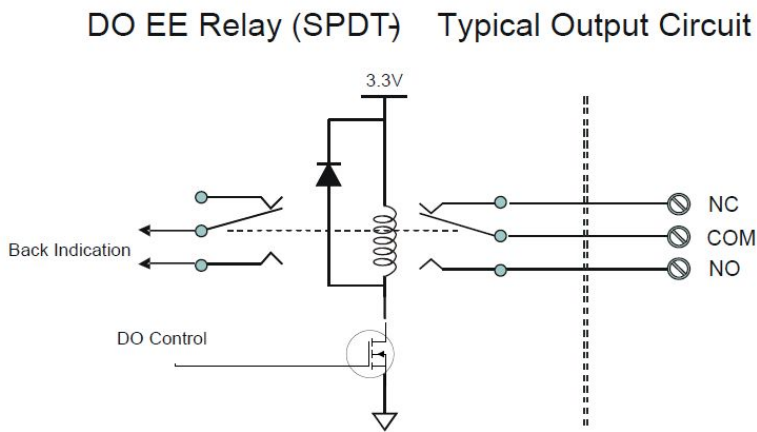 DO EE Relay (SPDT-) Typical Output Circuit
3.3V
NC
COM
NO
Back Indication
DO Control